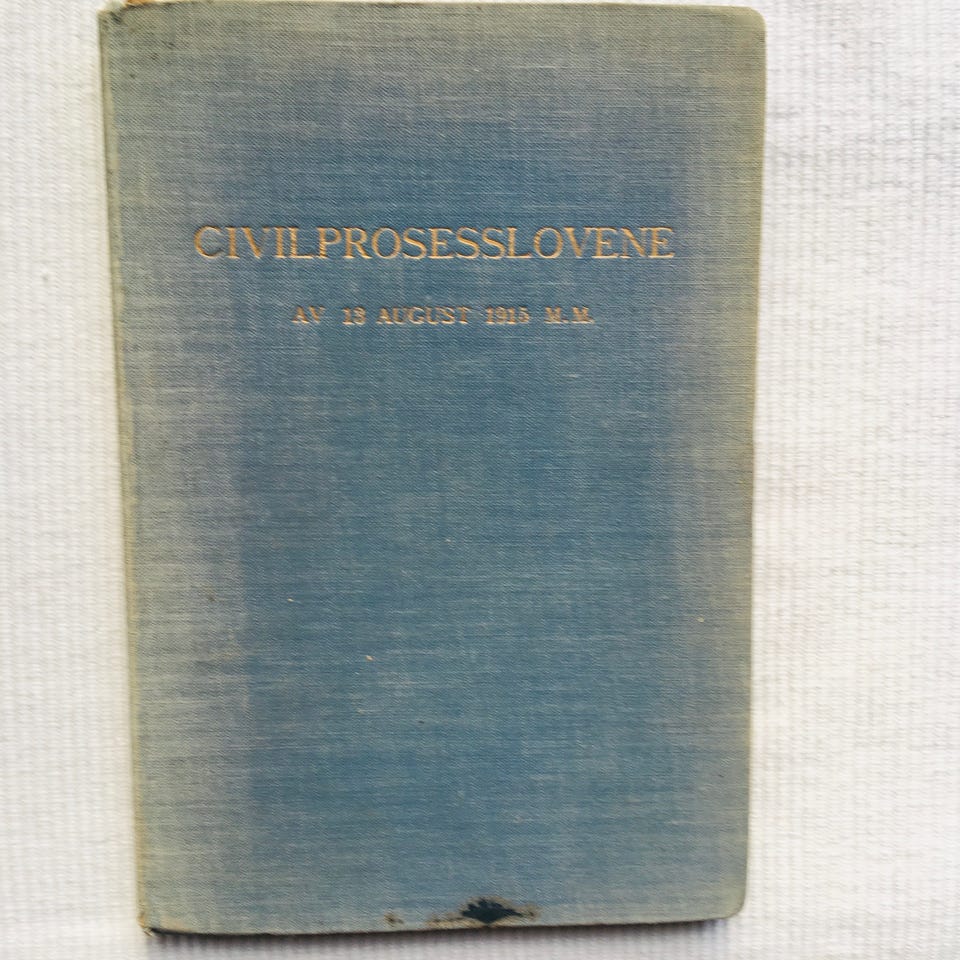 CIVILPROSESSLOVENE
AV 13 AUGUST 1915 M.M.